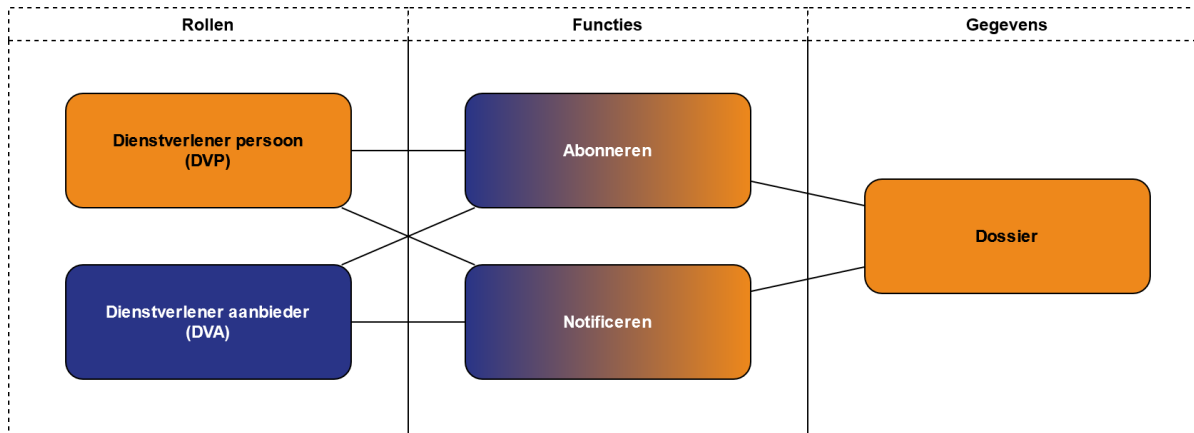 Rollen
Functies
Gegevens
Dienstverlener persoon
(DVP)
Abonneren
Dossier
Dienstverlener aanbieder
(DVA)
Notificeren